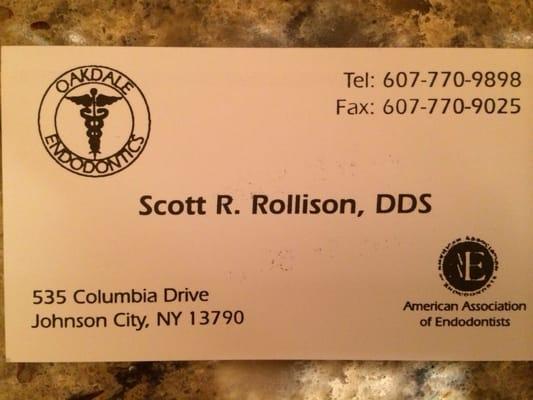 OAKDALE
ENDODONTICS
Tel: 607-770-9898
Fax: 607-770-9025
Scott R. Rollison, DDS
535 Columbia Drive
Johnson City, NY 13790
American Association
of Endodontists